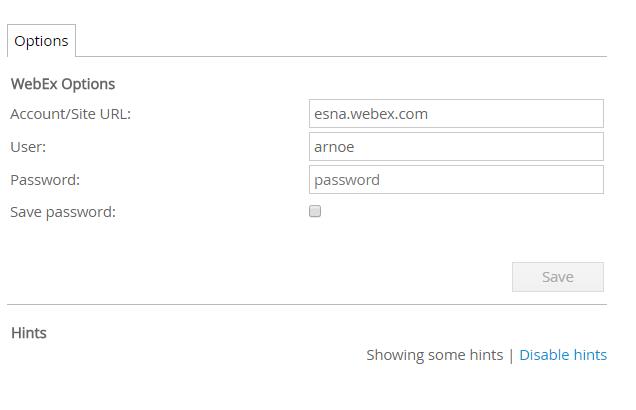 Options
WebEx Options
Account/Site URL: esna.webex.com
User: arnoe
Password: password
Save password:
Save
Hints
Showing some hints | Disable hints